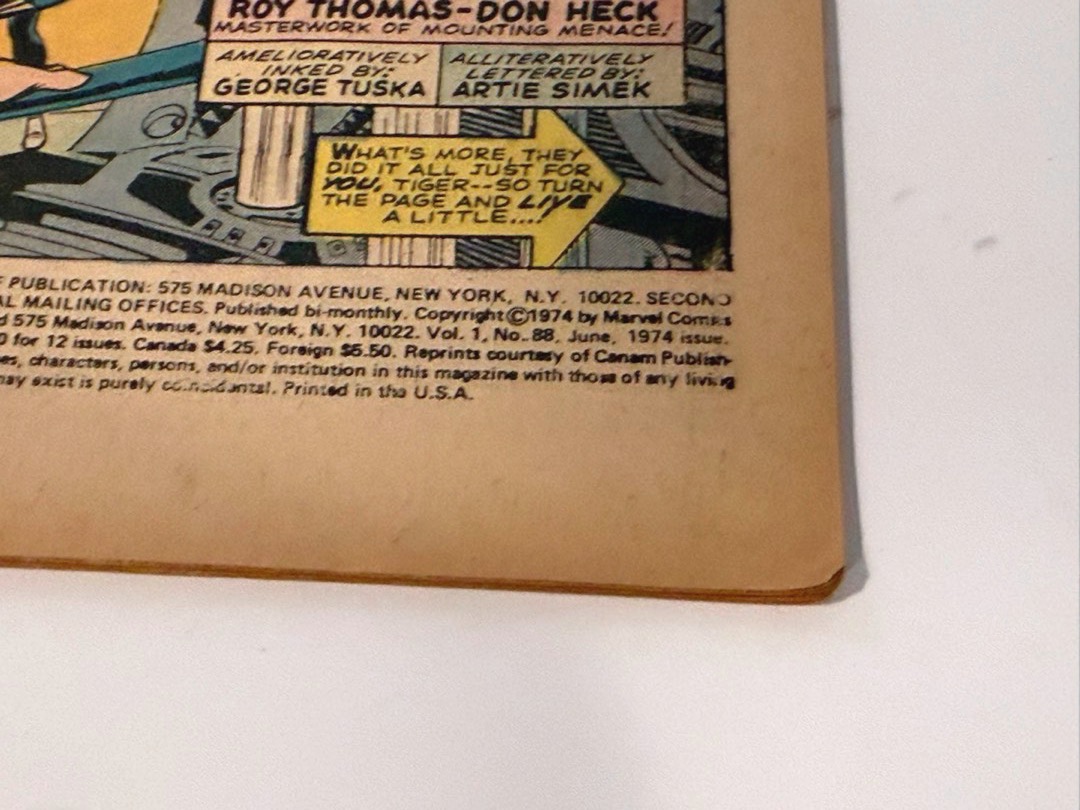 ROY THOMAS-DON HECK
MASTERWORK OF MOUNTING MENACE!
AMELIORATIVELY
INKED BY:
GEORGE TUSKA
ALLITERATIVELY
LETTERED BY:
ARTIE SIMEK
WHAT'S MORE, THEY
DID IT ALL JUST FOR
YOU, TIGER--SO TURN
THE PAGE AND LIVE
A LITTLE....!
PUBLICATION: 575 MADISON AVENUE, NEW YORK, N.Y. 10022. SECOND
MAILING OFFICES. Published bi-monthly. Copyright ©1974 by Marvel Comics
575 Madison Avenue, New York, N.Y. 10022. Vol. 1, No. 88, June, 1974 issue.
for 12 issues. Canada $4.25. Foreign $5.50. Reprints courtesy of Canam Publish-
characters, persons, and/or institution in this magazine with those of any living
may exist is purely coincidental. Printed in the U.S.A.